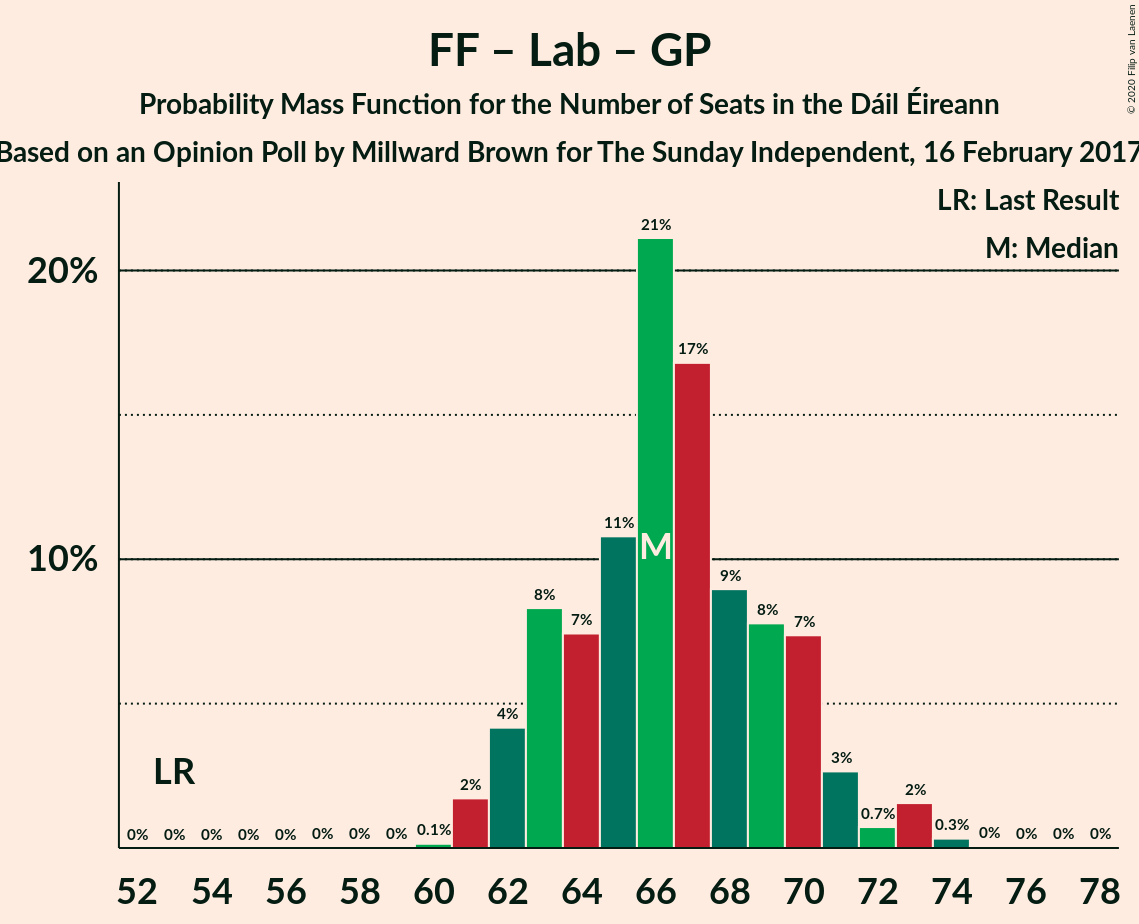 FF – Lab – GP
Probability Mass Function for the Number of Seats in the Dáil Éireann
Based on an Opinion Poll by Millward Brown for The Sunday Independent, 16 February 2017
© 2020 Filip van Laenen
LR: Last Result
M: Median
20%
10%
0% 0% 0% 0% 0% 0% 0% 0% 0.1% 2% 4% 8% 7% 11% 21% 17% 9% 8% 7% 3% 0.7% 2% 0.3% 0% 0% 0% 0%
LR
M
52 54 56 58 60 62 64 66 68 70 72 74 76 78